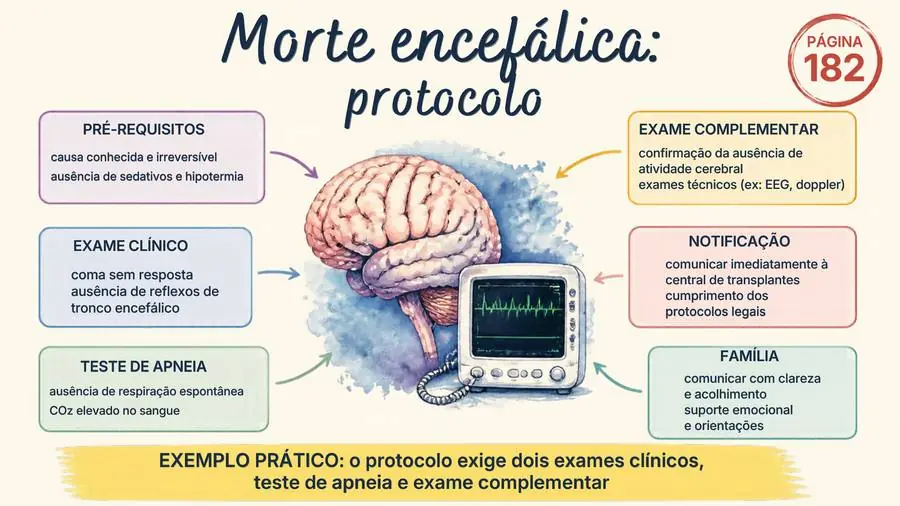 Morte encefálica:
protocolo
PÁGINA
182
PRÉ-REQUISITOS
causa conhecida e irreversível
ausência de sedativos e hipotermia
EXAME CLÍNICO
coma sem resposta
ausência de reflexos de
tronco encefálico
TESTE DE APNEIA
ausência de respiração espontânea
COz elevado no sangue
EXAME COMPLEMENTAR
confirmação da ausência de
atividade cerebral
exames técnicos (ex: EEG, doppler)
NOTIFICAÇÃO
comunicar imediatamente à
central de transplantes
cumprimento dos
protocolos legais
FAMÍLIA
comunicar com clareza
e acolhimento
suporte emocional
e orientações
EXEMPLO PRÁTICO: o protocolo exige dois exames clínicos,
teste de apneia e exame complementar